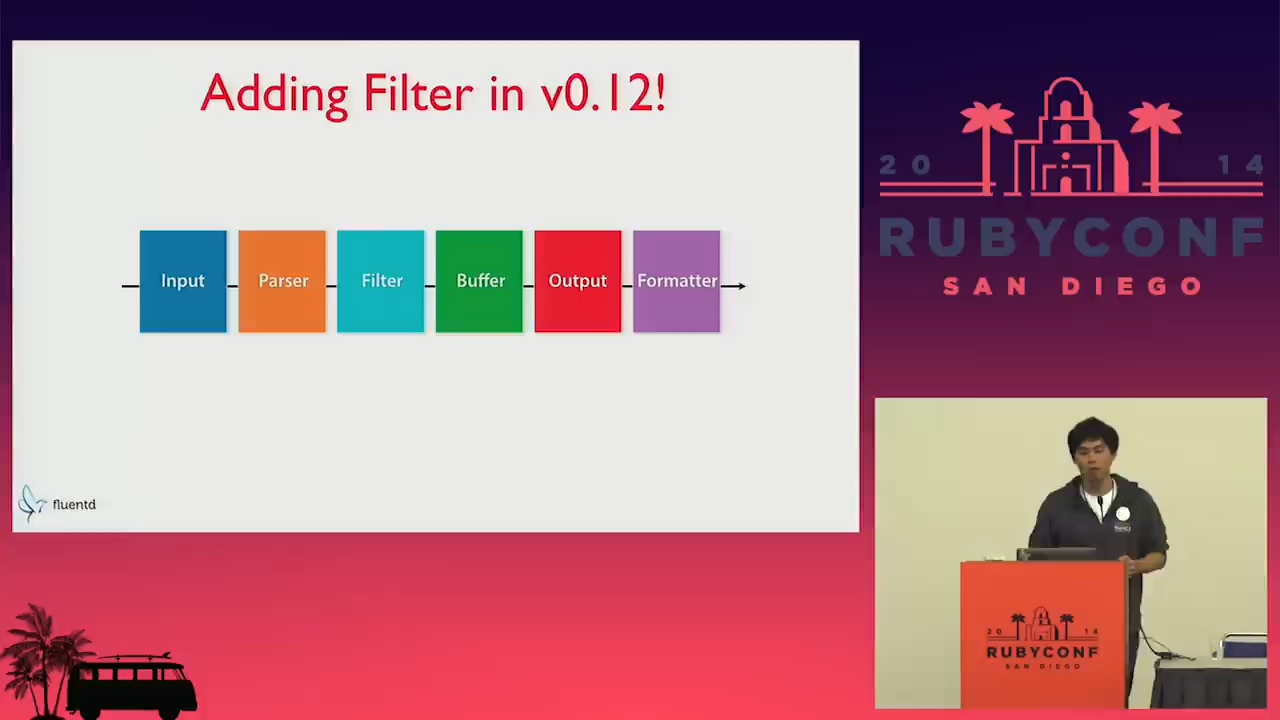 Adding Filter in v0.12!
Input
Parser
Filter
Buffer
Output
Formatter
fluentd
20 14
RUBYCONF
SAN DIEGO
20 14
RUBYCONF
SAN DIEGO